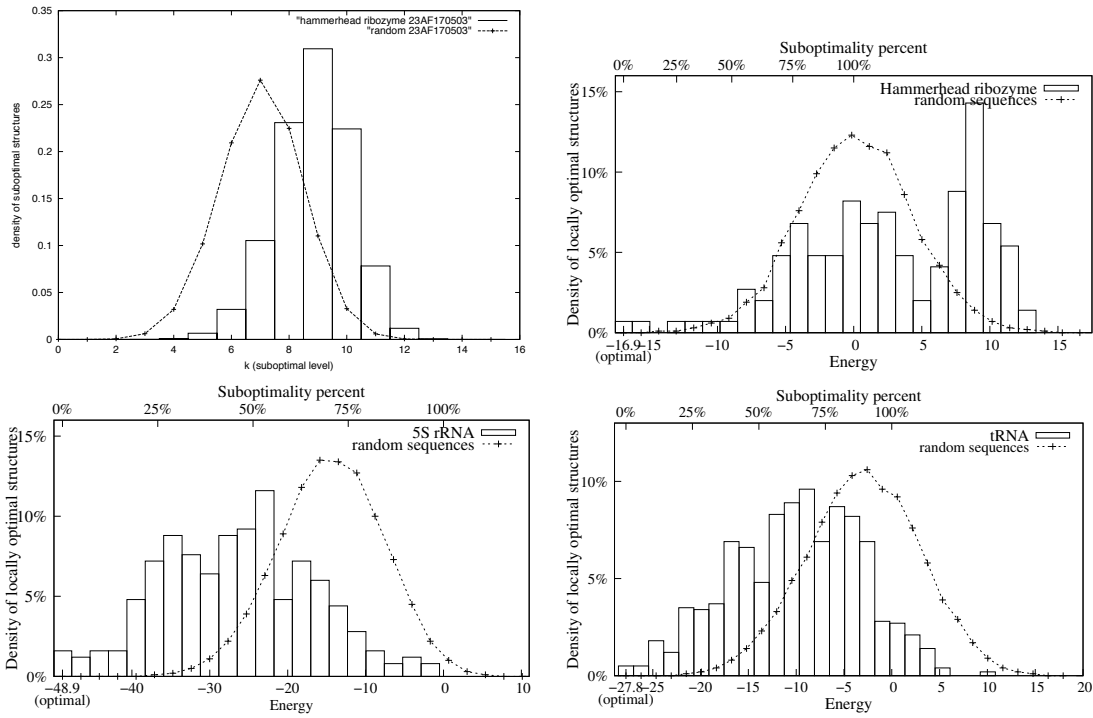 "hammerhead ribozyme 23AF170503"
"random 23AF170503"
density of suboptimal structures
0.35
0.3
0.25
0.2
0.15
0.1
0.05
0
0 2 4 6 8 10 12 14 16
k (suboptimal level)
Suboptimality percent
0% 25% 50% 75% 100%
Hammerhead ribozyme
random sequences
Density of locally optimal structures
15%
10%
5%
0%
−16.9 −15 −10 −5 0 5 10 15
(optimal)
Energy
Suboptimality percent
0% 25% 50% 75% 100%
5S rRNA
random sequences
Density of locally optimal structures
15%
10%
5%
0%
−48.9 −40 −30 −20 −10 0 10
(optimal)
Energy
Suboptimality percent
0% 25% 50% 75% 100%
tRNA
random sequences
Density of locally optimal structures
10%
5%
0%
−27.8 −25 −20 −15 −10 −5 0 5 10 15 20
(optimal)
Energy